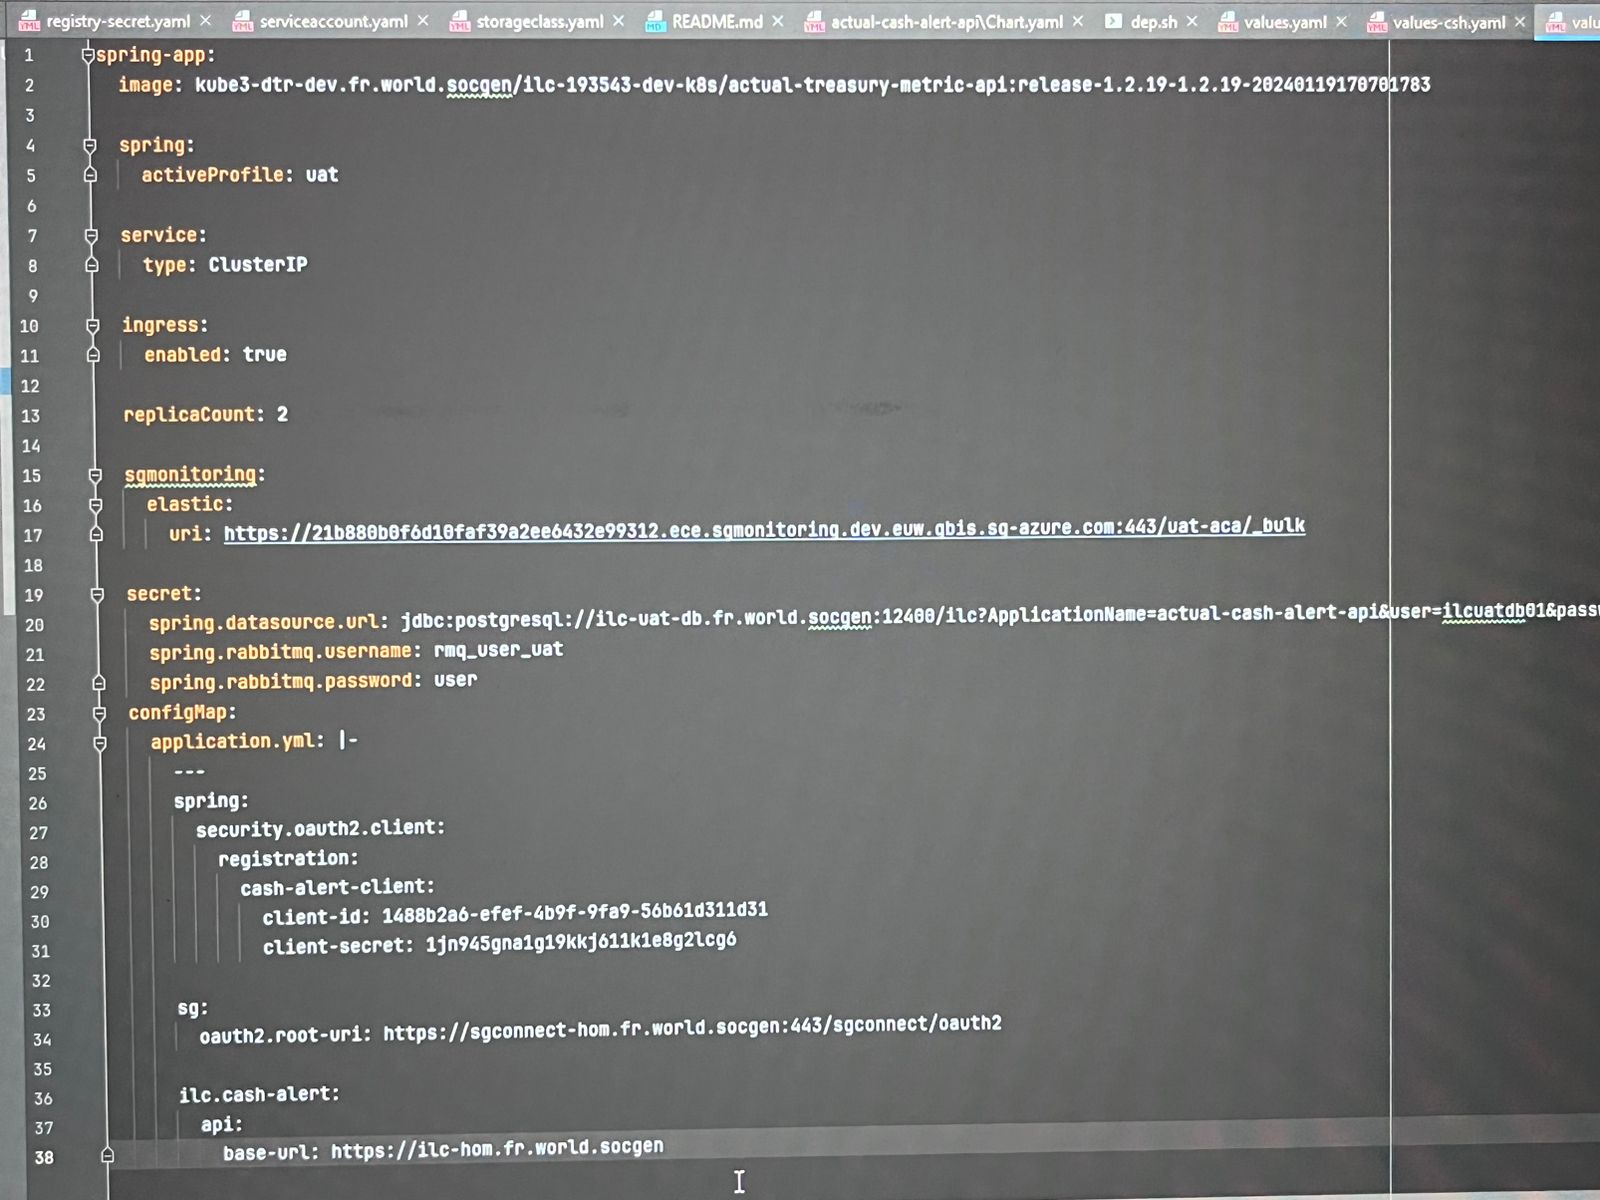 registry-secret.yaml × serviceaccount.yaml × storageclass.yaml × README.md × actual-cash-alert-api\Chart.yaml × dep.sh × values.yaml × values-csh.yaml ×
1 spring-app:
2 image: kube3-dtr-dev.fr.world.socgen/ilc-193543-dev-k8s/actual-treasury-metric-api:release-1.2.19-1.2.19-20240119170701783
3
4 spring:
5 activeProfile: uat
6
7 service:
8 type: ClusterIP
9
10 ingress:
11 enabled: true
12
13 replicaCount: 2
14
15 sgmonitoring:
16 elastic:
17 uri: https://21b880b0f6d10faf39a2ee6432e99312.ece.sgmonitoring.dev.euw.gbis.sg-azure.com:443/uat-aca/_bulk
18
19 secret:
20 spring.datasource.url: jdbc:postgresql://ilc-uat-db.fr.world.socgen:12400/ilc?ApplicationName=actual-cash-alert-api&user=ilcuatdb01&passw
21 spring.rabbitmq.username: rmq_user_uat
22 spring.rabbitmq.password: user
23 configMap:
24 application.yml: |-
25 ---
26 spring:
27 security.oauth2.client:
28 registration:
29 cash-alert-client:
30 client-id: 1488b2a6-efef-4b9f-9fa9-56b61d311d31
31 client-secret: 1jn945gna1g19kkj611k1e8g2lcg6
32
33 sg:
34 oauth2.root-uri: https://sgconnect-hom.fr.world.socgen:443/sgconnect/oauth2
35
36 ilc.cash-alert:
37 api:
38 base-url: https://ilc-hom.fr.world.socgen